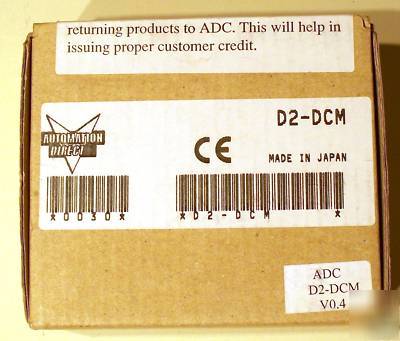 returning products to ADC. This will help in
issuing proper customer credit.
D2-DCM
AUTOMATION
DIRECT
CE
MADE IN JAPAN
*0030*
*D2-DCM *
ADC
D2-DCM
V0.4